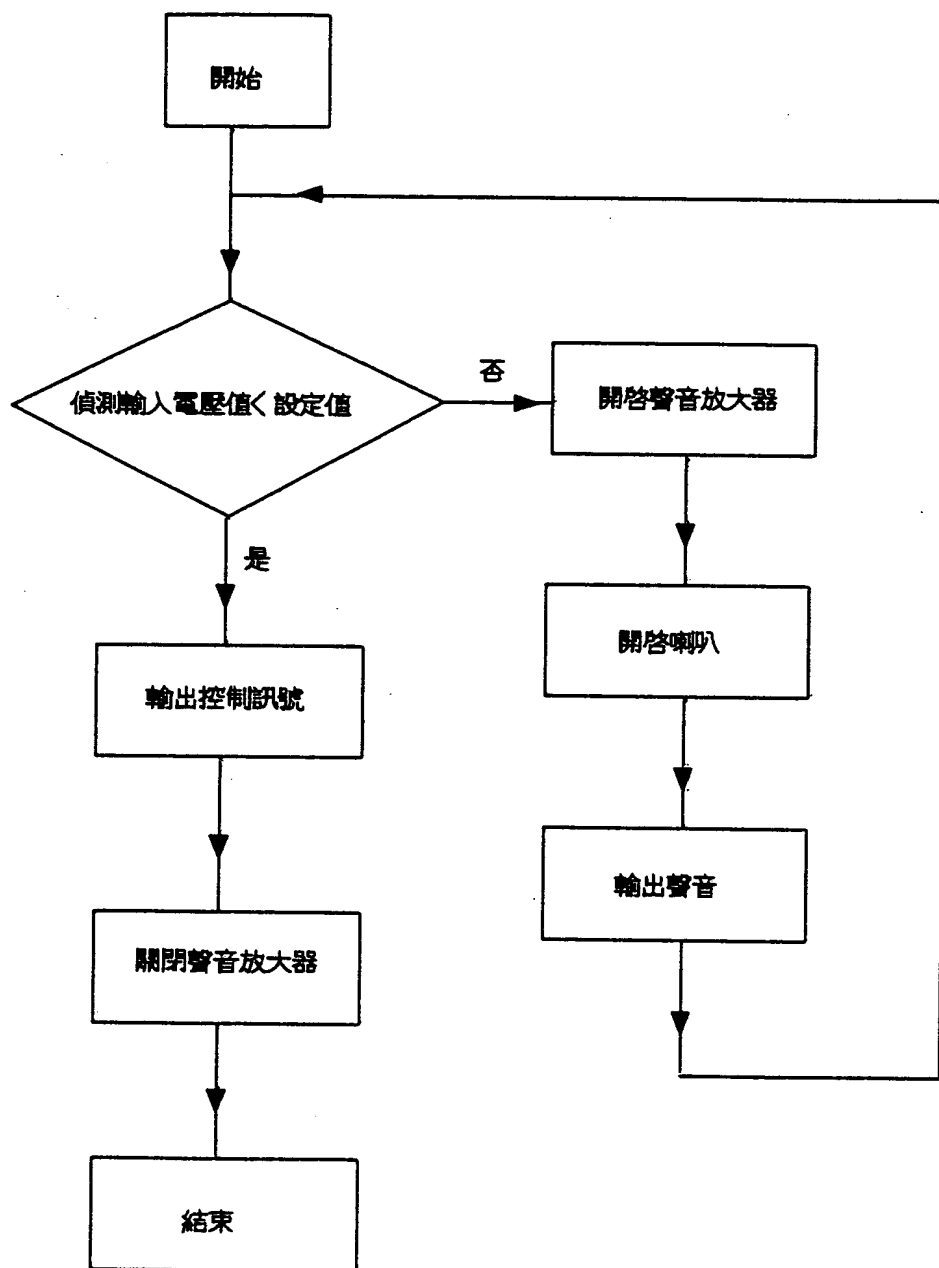 開始
偵測輸入電壓值< 設定值
否
開啓聲音放大器
是
開啓喇叭
輸出控制訊號
輸出聲音
關閉聲音放大器
結束